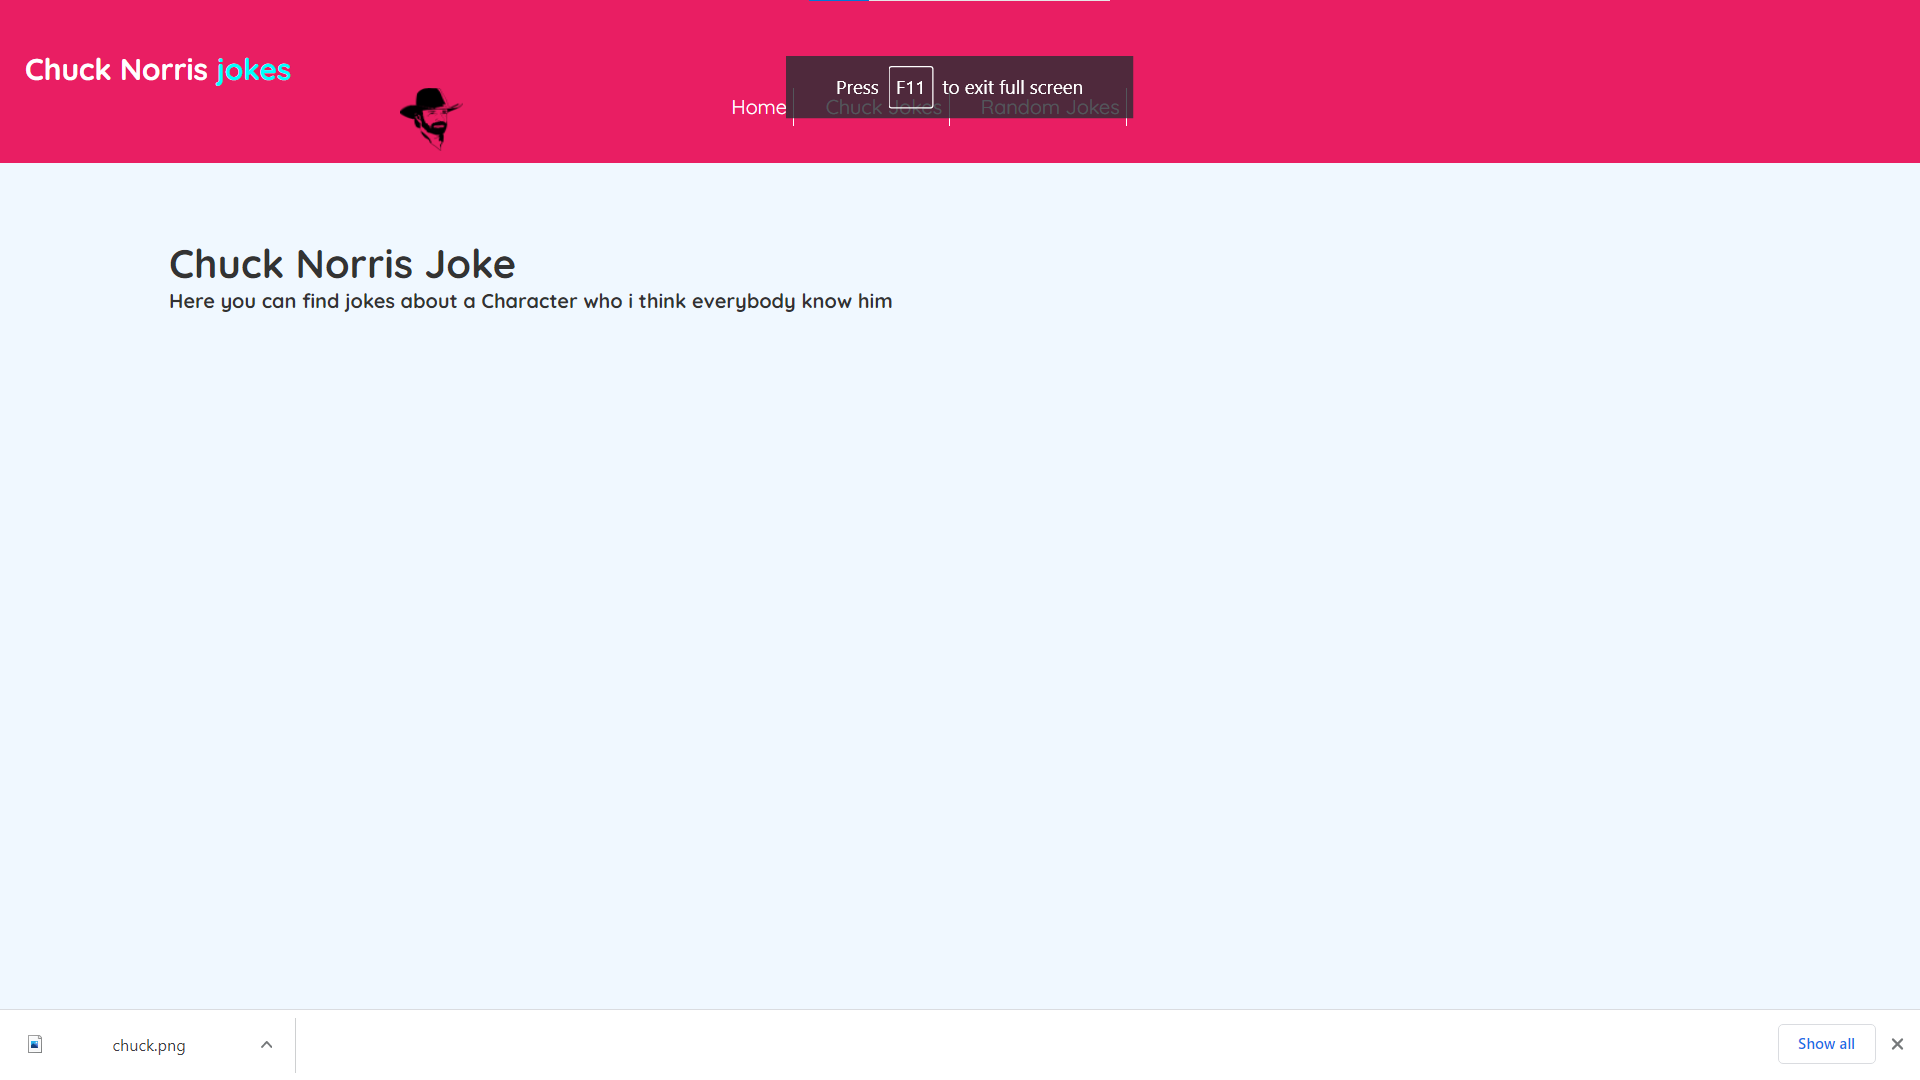 Chuck Norris jokes
Press F11 to exit full screen
Home Chuck Jokes Random Jokes
Chuck Norris Joke
Here you can find jokes about a Character who i think everybody know him
chuck.png
Show all